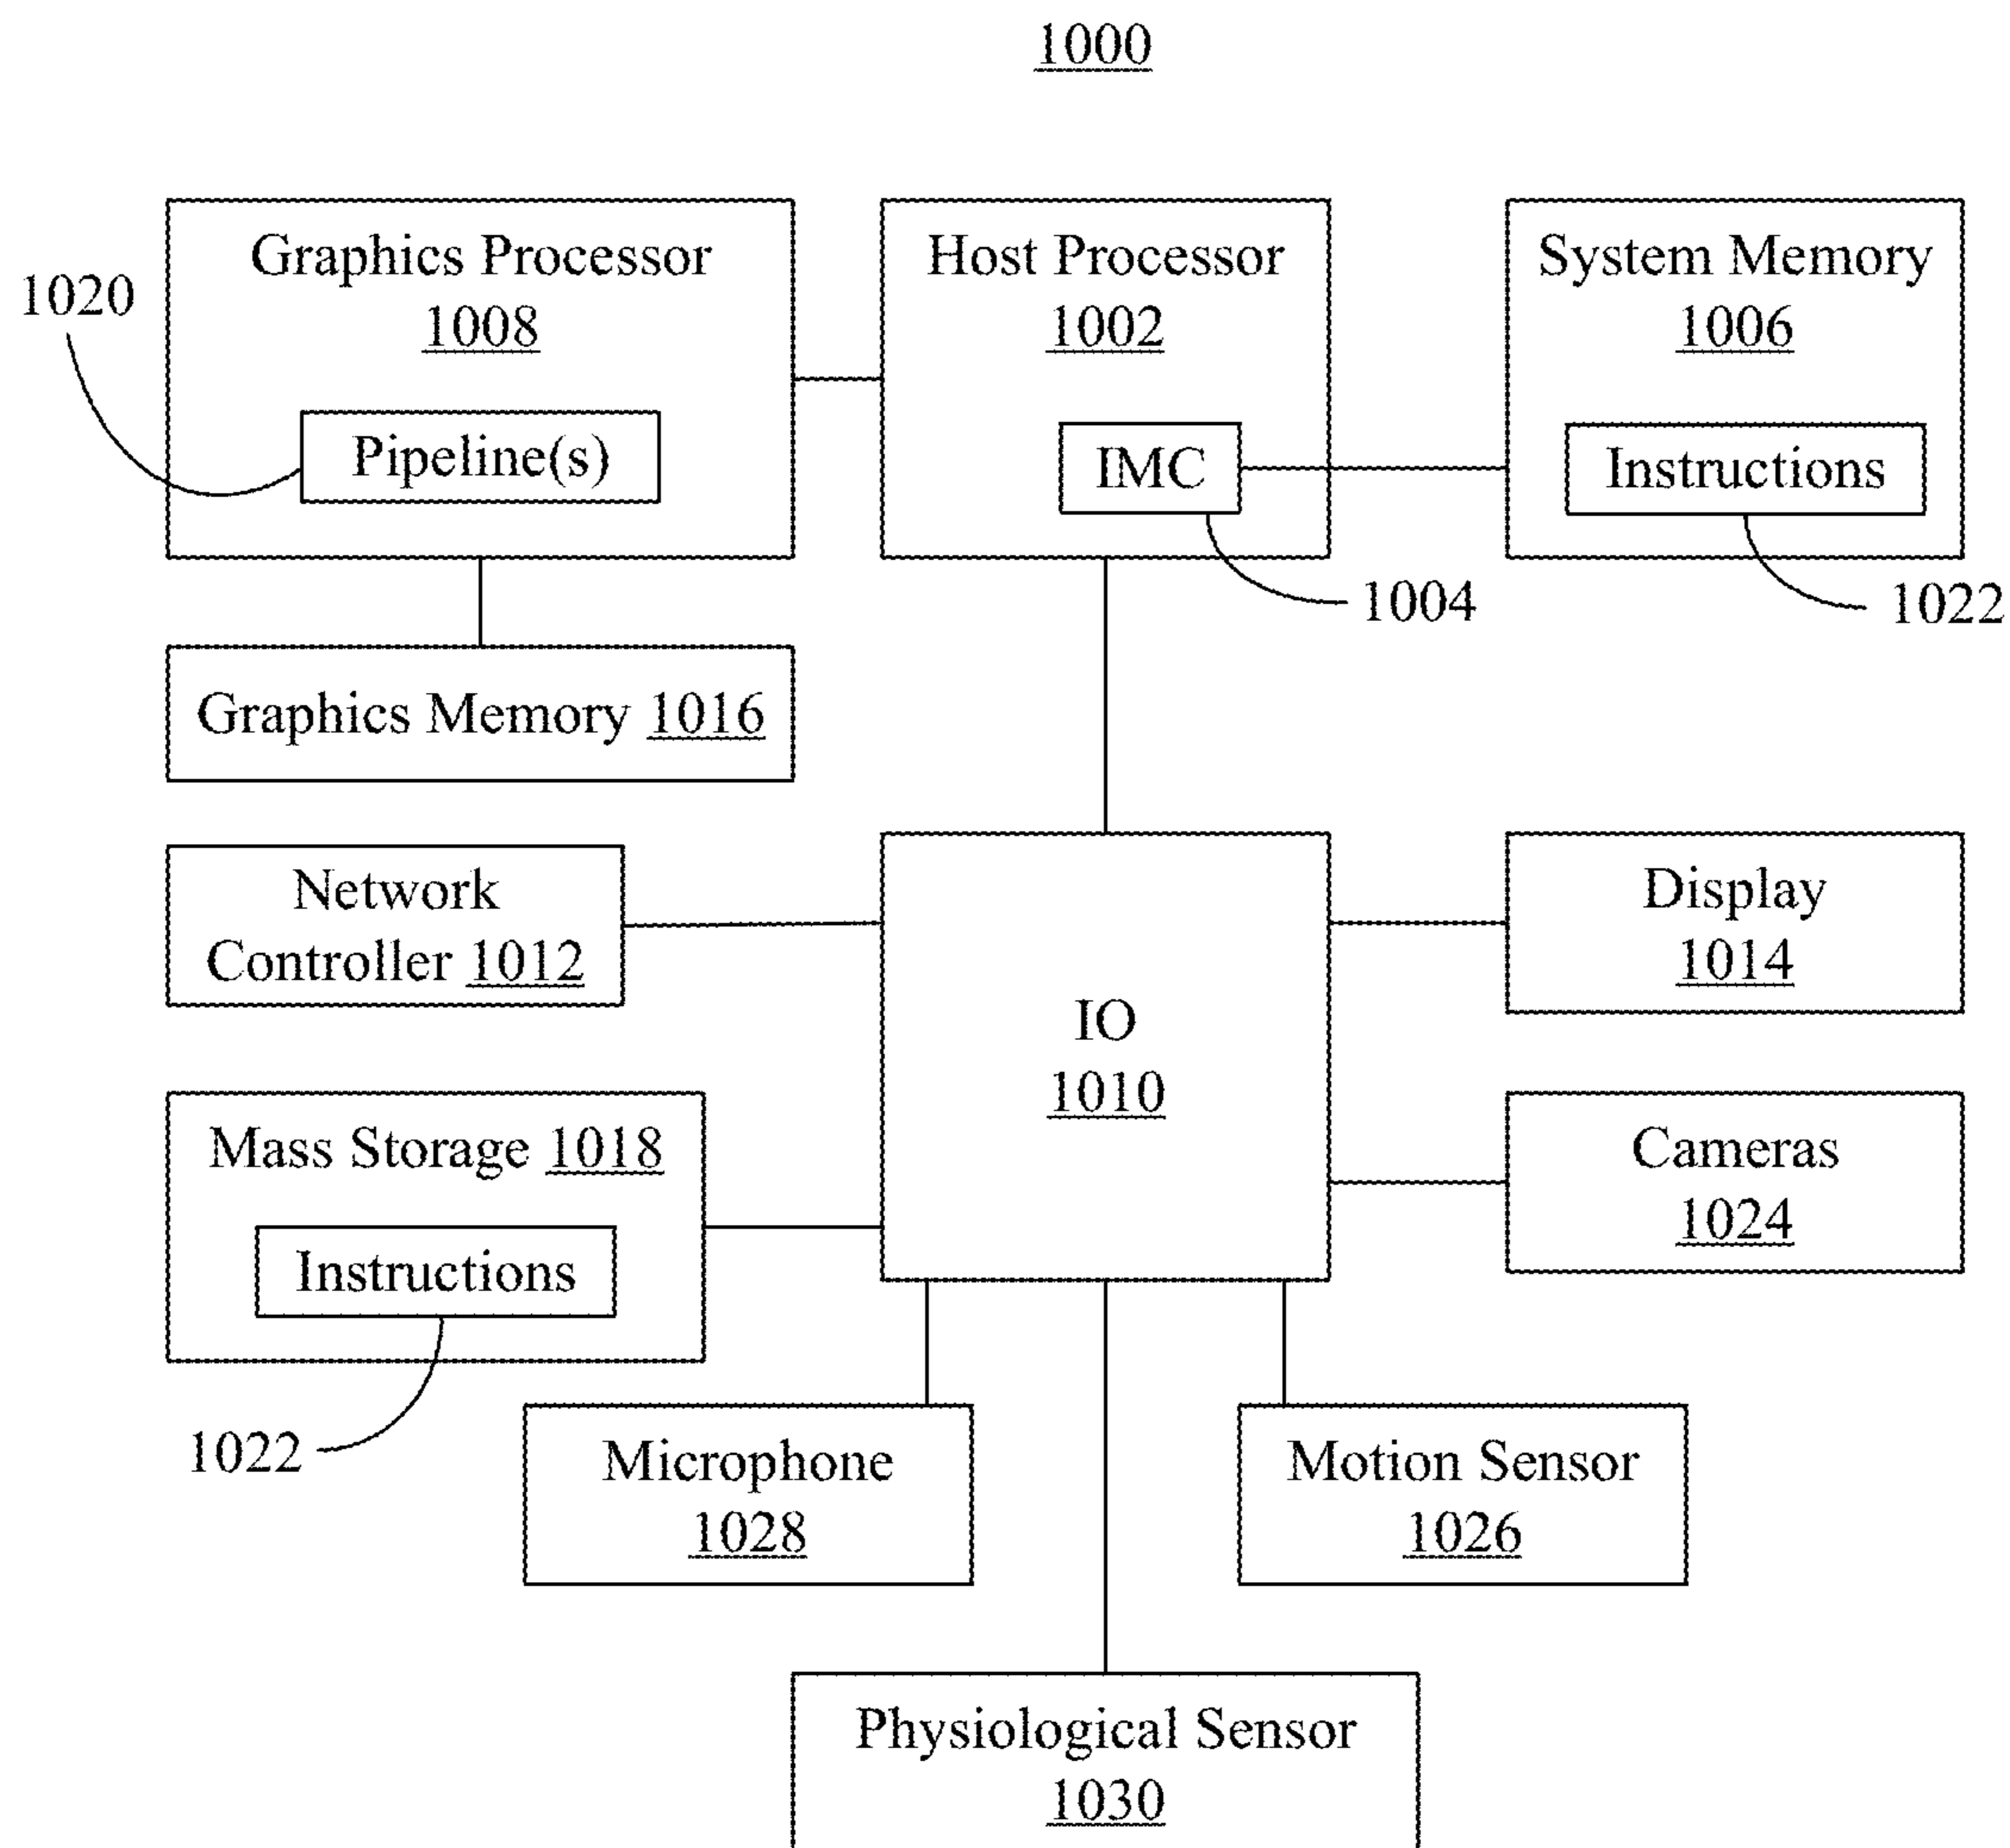 1000
Graphics Processor
1008
Host Processor
1002
System Memory
1006
1020
Pipeline(s)
IMC
Instructions
1004
1022
Graphics Memory 1016
Network
Controller 1012
IO
1010
Display
1014
Mass Storage 1018
Instructions
1022
Cameras
1024
Microphone
1028
Motion Sensor
1026
Physiological Sensor
1030